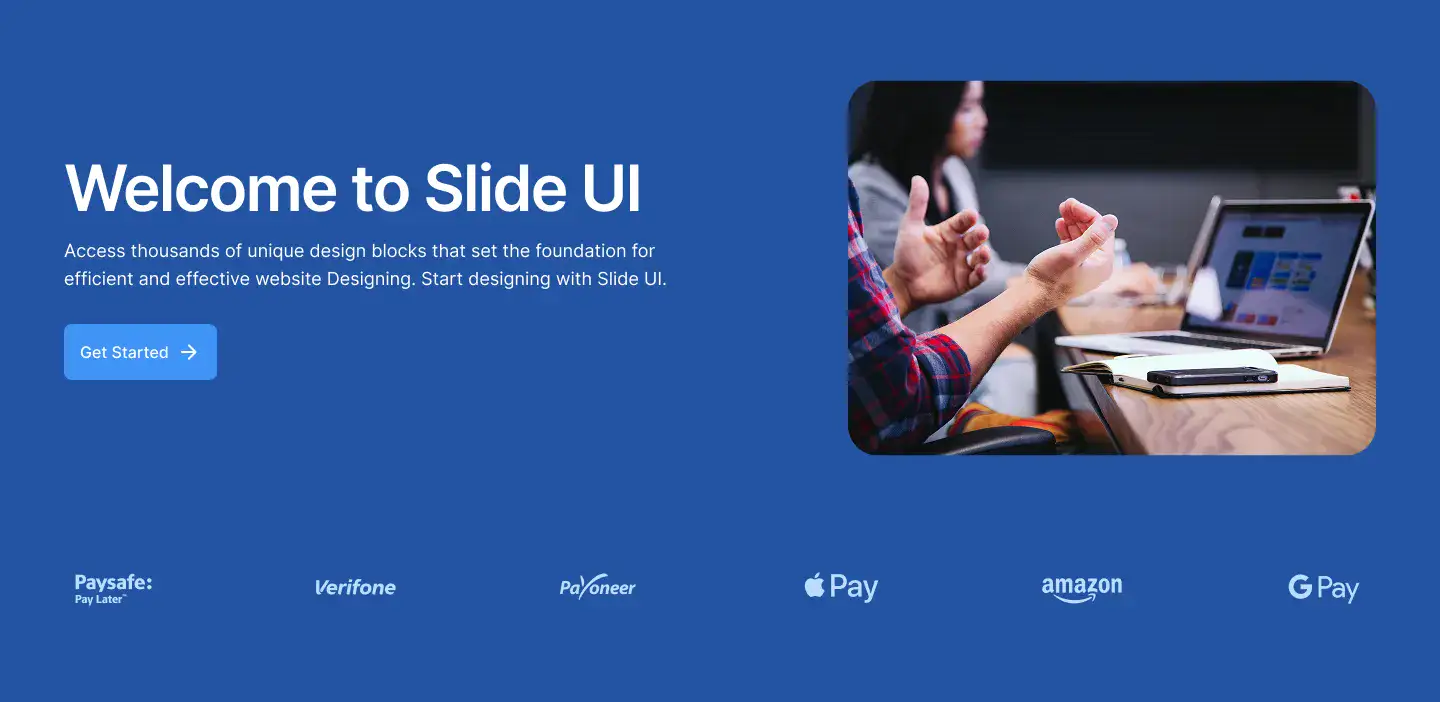 Welcome to Slide UI
Access thousands of unique design blocks that set the foundation for
efficient and effective website Designing. Start designing with Slide UI.
Get Started
Paysafe:
Pay Later™
Verifone
Payoneer
Pay
amazon
G Pay